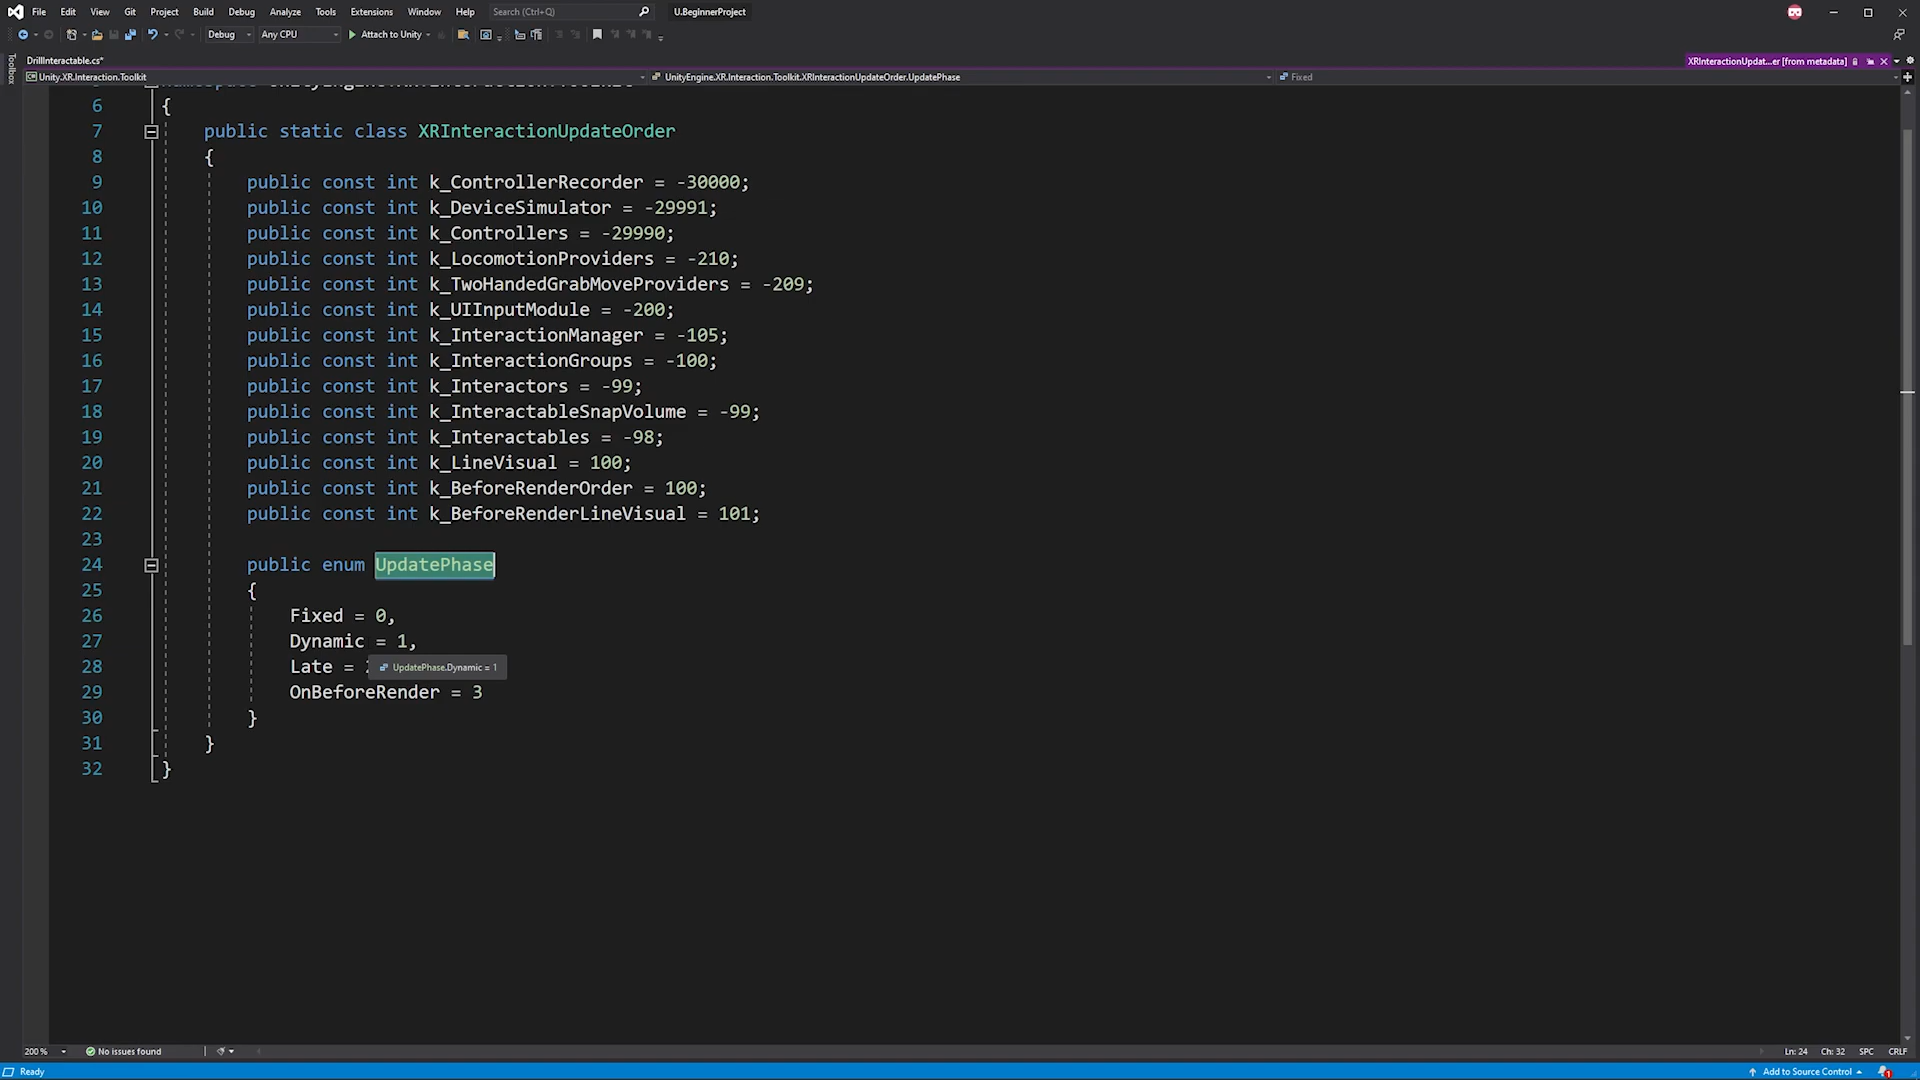 File Edit View Git Project Build Debug Analyze Tools Extensions Window Help Search (Ctrl+Q) U.BeginnerProject
Debug Any CPU Attach to Unity
Toolbox
DrillInteractable.cs* XRInteractionUpdat...er [from metadata]
Unity.XR.Interaction.Toolkit UnityEngine.XR.Interaction.Toolkit.XRInteractionUpdateOrder.UpdatePhase Fixed
6 {
7 public static class XRInteractionUpdateOrder
8 {
9 public const int k_ControllerRecorder = -30000;
10 public const int k_DeviceSimulator = -29991;
11 public const int k_Controllers = -29990;
12 public const int k_LocomotionProviders = -210;
13 public const int k_TwoHandedGrabMoveProviders = -209;
14 public const int k_UIInputModule = -200;
15 public const int k_InteractionManager = -105;
16 public const int k_InteractionGroups = -100;
17 public const int k_Interactors = -99;
18 public const int k_InteractableSnapVolume = -99;
19 public const int k_Interactables = -98;
20 public const int k_LineVisual = 100;
21 public const int k_BeforeRenderOrder = 100;
22 public const int k_BeforeRenderLineVisual = 101;
23
24 public enum UpdatePhase
25 {
26 Fixed = 0,
27 Dynamic = 1,
28 Late = UpdatePhase.Dynamic = 1
29 OnBeforeRender = 3
30 }
31 }
32 }
200 % No issues found Ln: 24 Ch: 32 SPC CRLF
Ready Add to Source Control 1